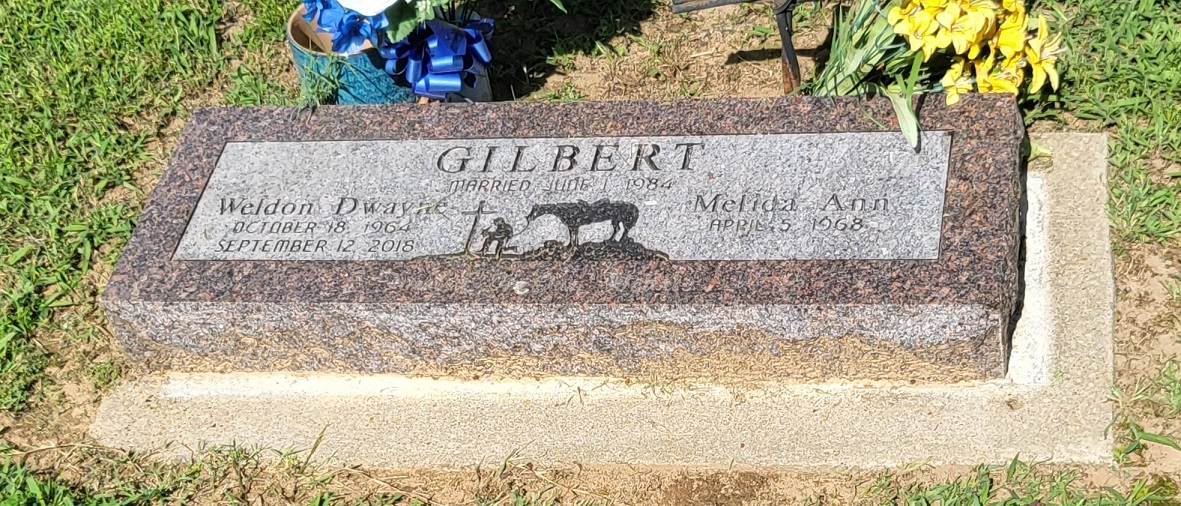 GILBERT
MARRIED JUNE 1 1984
Weldon Dwayne
OCTOBER 18, 1964
SEPTEMBER 12, 2018
Melida Ann
APRIL 5, 1968